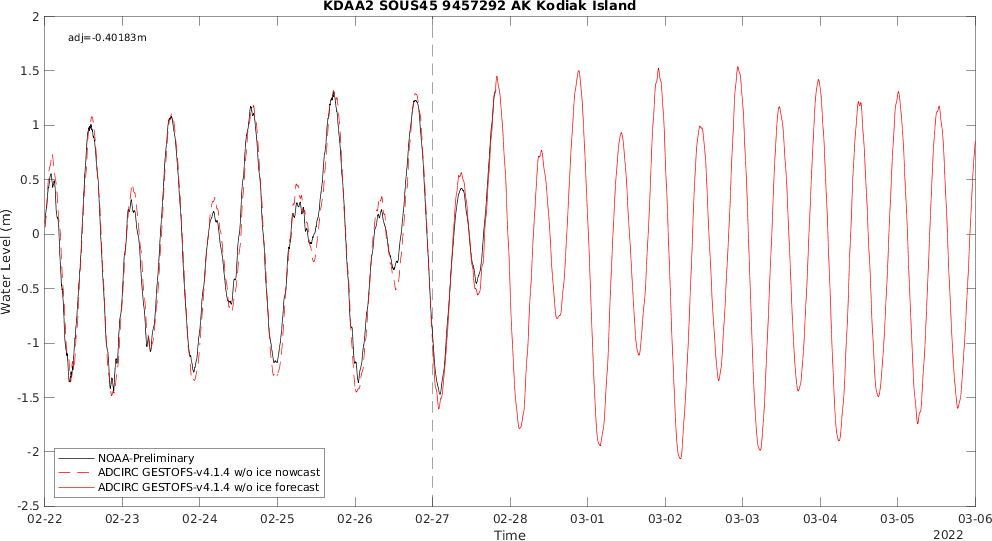 KDAA2 SOUS45 9457292 AK Kodiak Island
adj=-0.40183m
2
1.5
1
0.5
0
-0.5
-1
-1.5
-2
-2.5
Water Level (m)
NOAA-Preliminary
ADCIRC GESTOFS-v4.1.4 w/o ice nowcast
ADCIRC GESTOFS-v4.1.4 w/o ice forecast
02-22 02-23 02-24 02-25 02-26 02-27 02-28 03-01 03-02 03-03 03-04 03-05 03-06
Time
2022